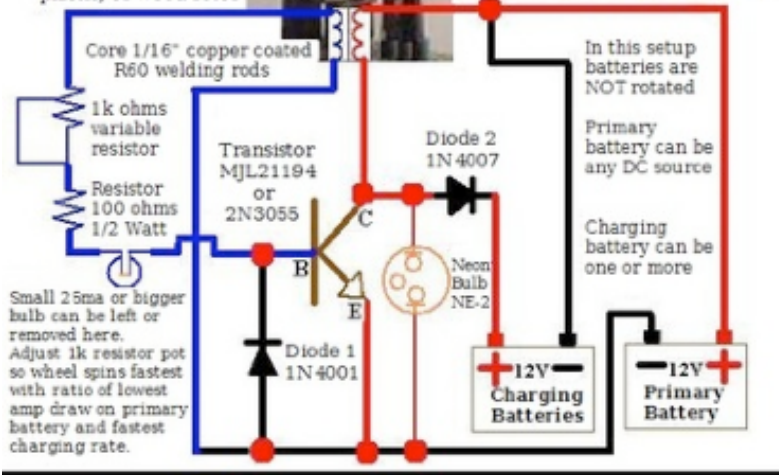 Core 1/16" copper coated
R60 welding rods
1k ohms
variable
resistor
Resistor
100 ohms
1/2 Watt
Transistor
MJL21194
or
2N3055
Diode 2
1N4007
In this setup
batteries are
NOT rotated
Primary
battery can be
any DC source
Charging
battery can be
one or more
C
B
E
Neon
Bulb
NE-2
Small 25ma or bigger
bulb can be left or
removed here.
Adjust 1k resistor pot
so wheel spins fastest
with ratio of lowest
amp draw on primary
battery and fastest
charging rate.
Diode 1
1N4001
+12V−
Charging
Batteries
−12V+
Primary
Battery